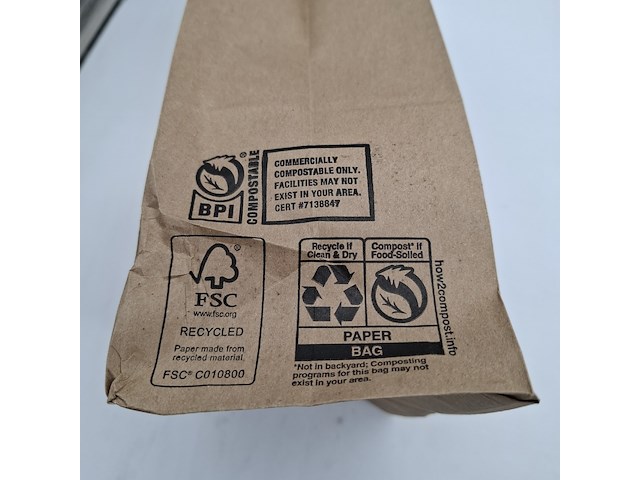 BPI®
COMPOSTABLE
COMMERCIALLY
COMPOSTABLE ONLY.
FACILITIES MAY NOT
EXIST IN YOUR AREA.
CERT #7138847
®
FSC
www.fsc.org
RECYCLED
Paper made from
recycled material
FSC® C010800
Recycle if
Clean & Dry
Compost* if
Food-Soiled
PAPER
BAG
how2compost.info
*Not in backyard; Composting
programs for this bag may not
exist in your area.